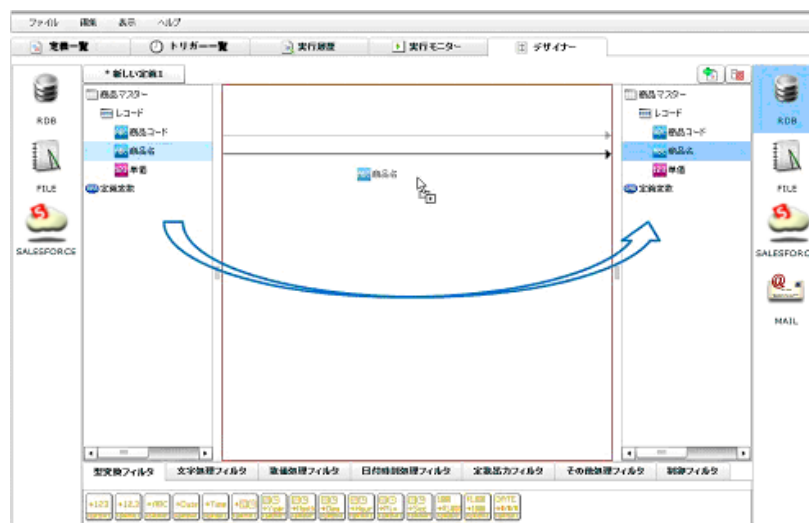 ファイル 編集 表示 ヘルプ
定義一覧 トリガー一覧 実行履歴 実行モニター デザイナー
* 新しい定義1
RDB
FILE
SALESFORCE
商品マスター
レコード
商品コード
商品名
単価
定義変数
商品名
商品マスター
レコード
商品コード
商品名
単価
定義変数
RDB
FILE
SALESFORC
MAIL
型変換フィルタ 文字処理フィルタ 数値処理フィルタ 日付時刻処理フィルタ 定数出力フィルタ その他処理フィルタ 制御フィルタ